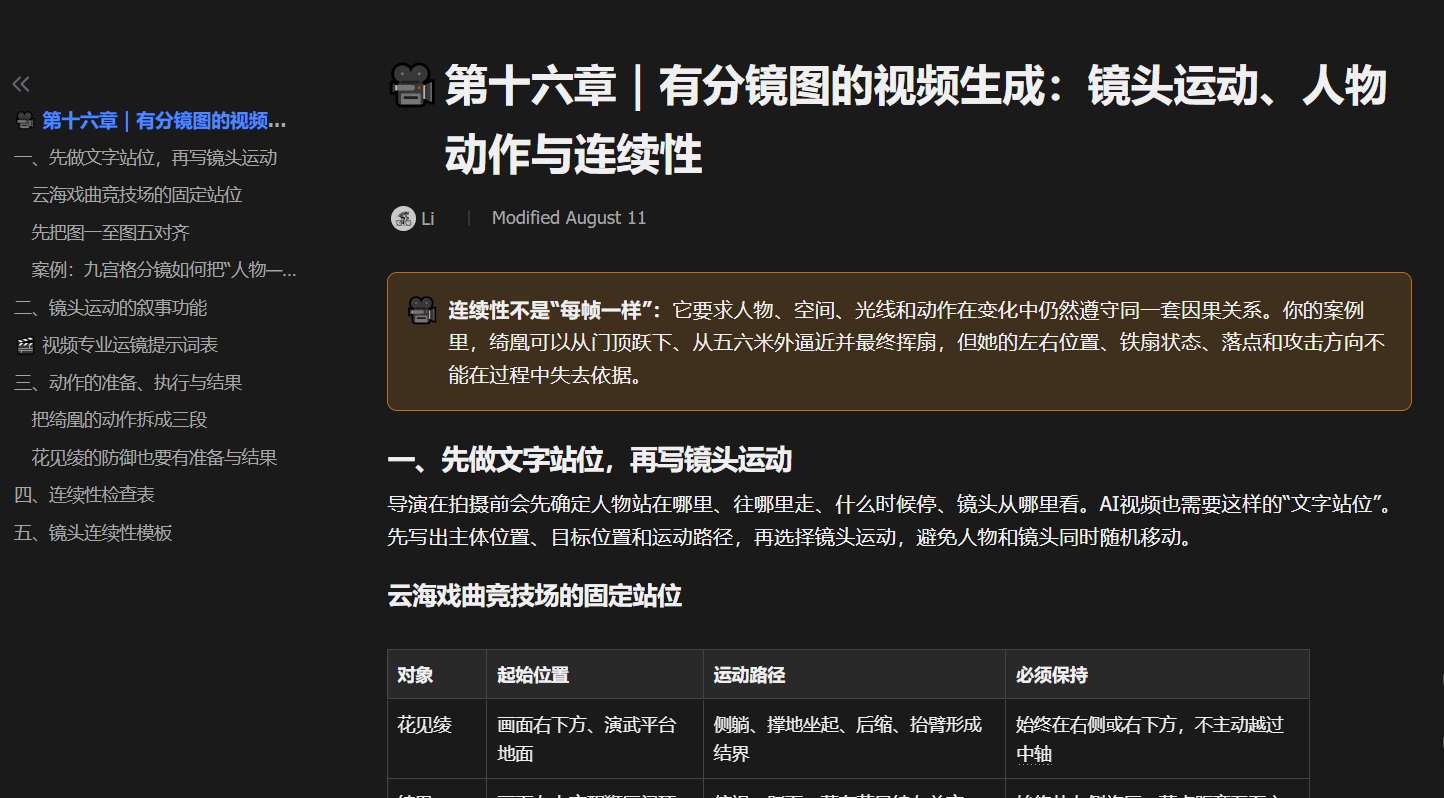 第十六章 | 有分镜图的视频...
一、先做文字站位，再写镜头运动
云海戏曲竞技场的固定站位
先把图一至图五对齐
案例：九宫格分镜如何把“人物—...
二、镜头运动的叙事功能
视频专业运镜提示词表
三、动作的准备、执行与结果
把绮凰的动作拆成三段
花见绫的防御也要有准备与结果
四、连续性检查表
五、镜头连续性模板
第十六章｜有分镜图的视频生成：镜头运动、人物
动作与连续性
Li | Modified August 11
连续性不是“每帧一样”：它要求人物、空间、光线和动作在变化中仍然遵守同一套因果关系。你的案例
里，绮凰可以从门顶跃下、从五六米外逼近并最终挥扇，但她的左右位置、铁扇状态、落点和攻击方向不
能在过程中失去依据。
一、先做文字站位，再写镜头运动
导演在拍摄前会先确定人物站在哪里、往哪里走、什么时候停、镜头从哪里看。AI视频也需要这样的“文字站位”。
先写出主体位置、目标位置和运动路径，再选择镜头运动，避免人物和镜头同时随机移动。
云海戏曲竞技场的固定站位
对象 起始位置 运动路径 必须保持
花见绫 画面右下方、演武平台 侧躺、撑地坐起、后缩、抬臂形成 始终在右侧或右下方，不主动越过
地面 结界 中轴